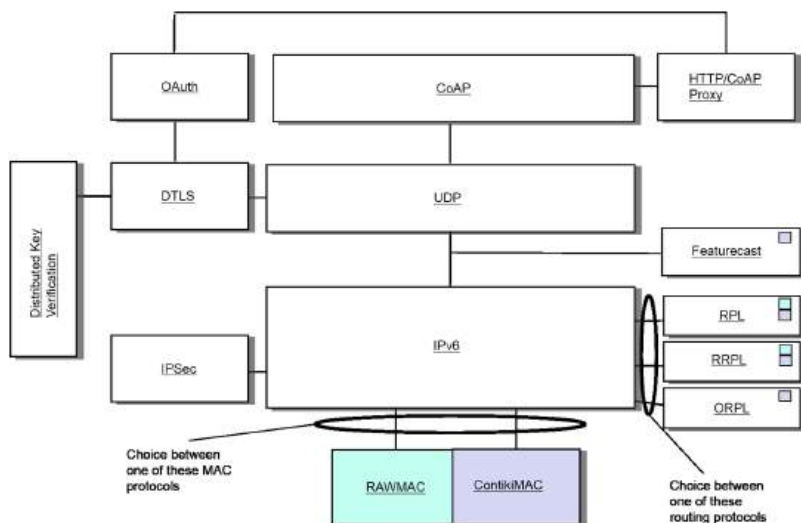 OAuth
CoAP
HTTP/CoAP
Proxy
Distributed Key
Verification
DTLS
UDP
Featurecast
IPSec
IPv6
RPL
RRPL
ORPL
Choice between
one of these MAC
protocols
RAWMAC
ContikiMAC
Choice between
one of these
routing protocols